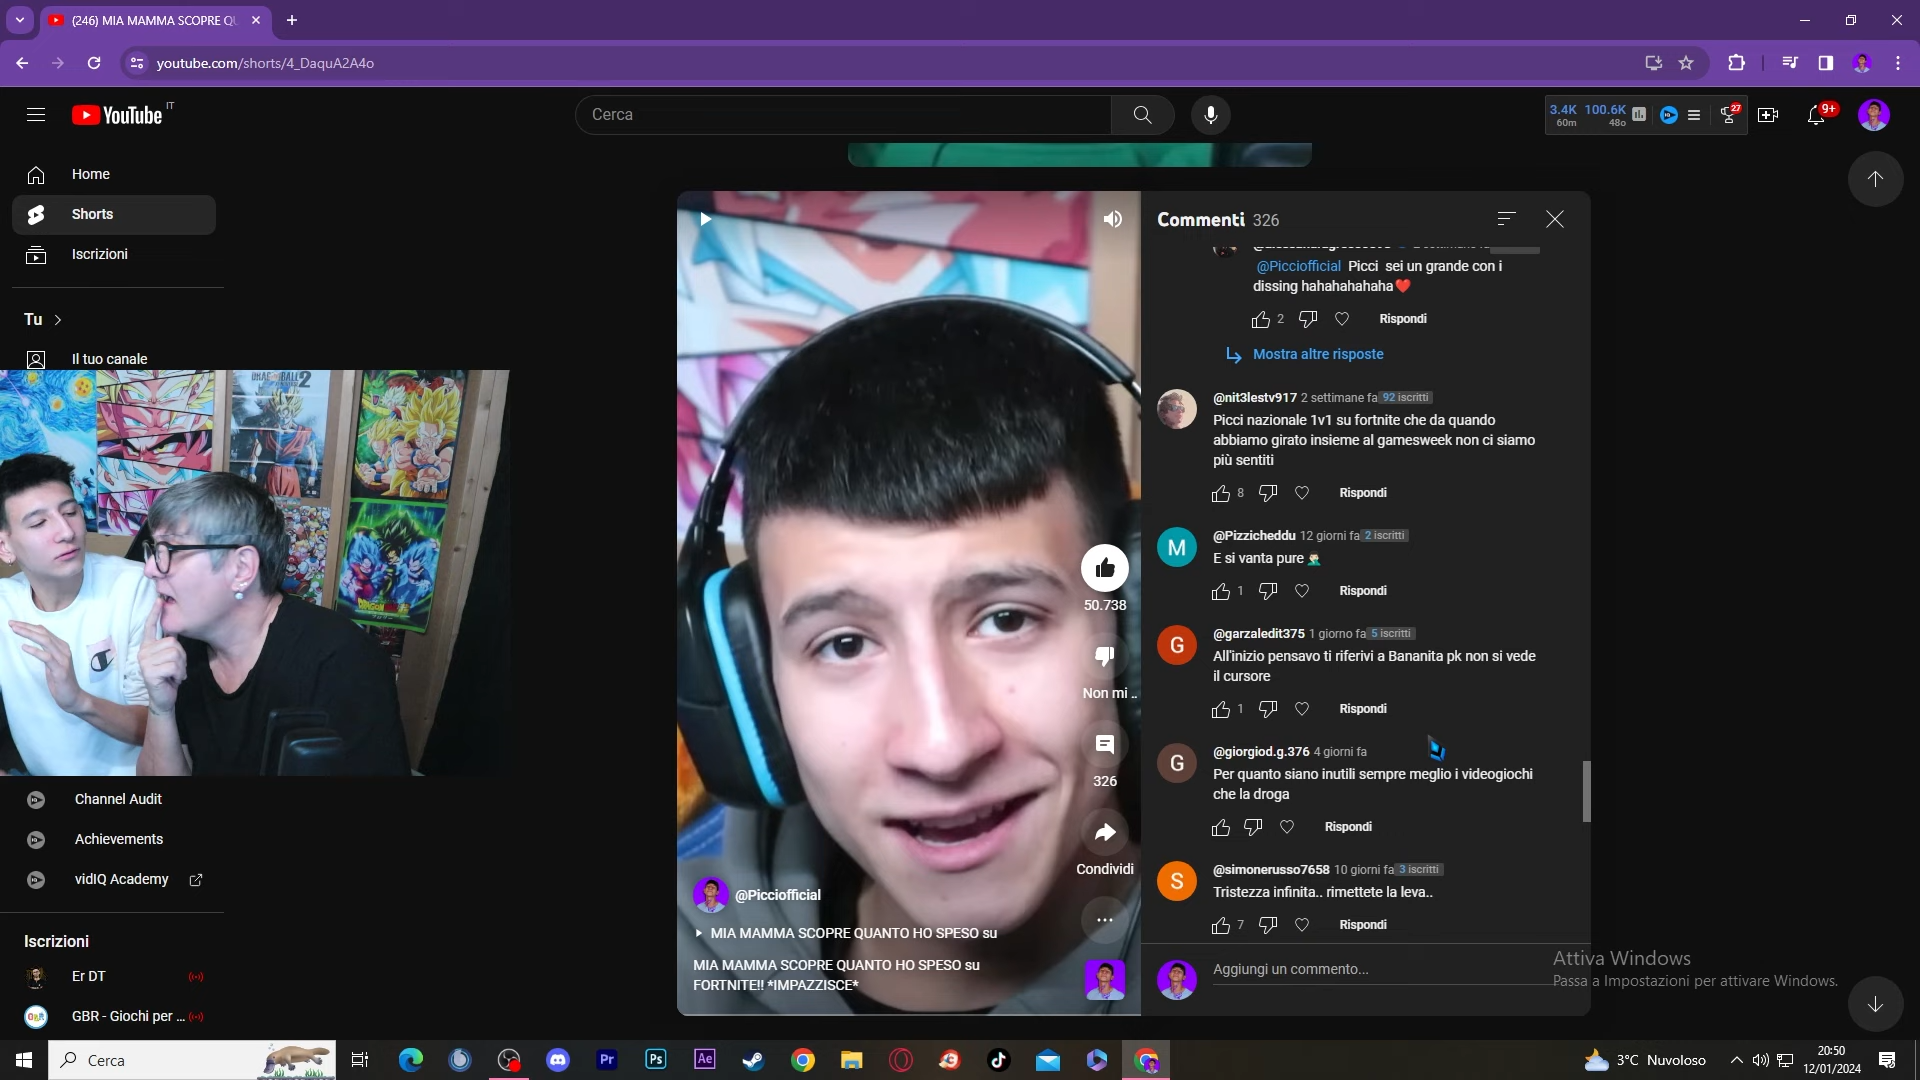 (246) MIA MAMMA SCOPRE QU
youtube.com/shorts/4_DaquA2A4o
YouTube IT
Cerca
3.4K 100.6K
60m 48o
27
9+
Home
Shorts
Iscrizioni
Tu
Il tuo canale
Channel Audit
Achievements
vidIQ Academy
Iscrizioni
Er DT
GBR - Giochi per ...
50.738
Non mi ..
326
Condividi
@Picciofficial
MIA MAMMA SCOPRE QUANTO HO SPESO su
MIA MAMMA SCOPRE QUANTO HO SPESO su
FORTNITE!! *IMPAZZISCE*
Commenti 326
@Picciofficial Picci sei un grande con i
dissing hahahahahaha❤️
2 Rispondi
Mostra altre risposte
@nit3lestv917 2 settimane fa 92 iscritti
Picci nazionale 1v1 su fortnite che da quando
abbiamo girato insieme al gamesweek non ci siamo
più sentiti
8 Rispondi
M
@Pizzicheddu 12 giorni fa 2 iscritti
E si vanta pure 🤦🏻‍♂️
1 Rispondi
G
@garzaledit375 1 giorno fa 5 iscritti
All'inizio pensavo ti riferivi a Bananita pk non si vede
il cursore
1 Rispondi
G
@giorgiod.g.376 4 giorni fa
Per quanto siano inutili sempre meglio i videogiochi
che la droga
Rispondi
S
@simonerusso7658 10 giorni fa 3 iscritti
Tristezza infinita.. rimettete la leva..
7 Rispondi
Aggiungi un commento...
Attiva Windows
Passa a Impostazioni per attivare Windows.
Cerca
Pr
Ps
Ae
3°C Nuvoloso
20:50
12/01/2024